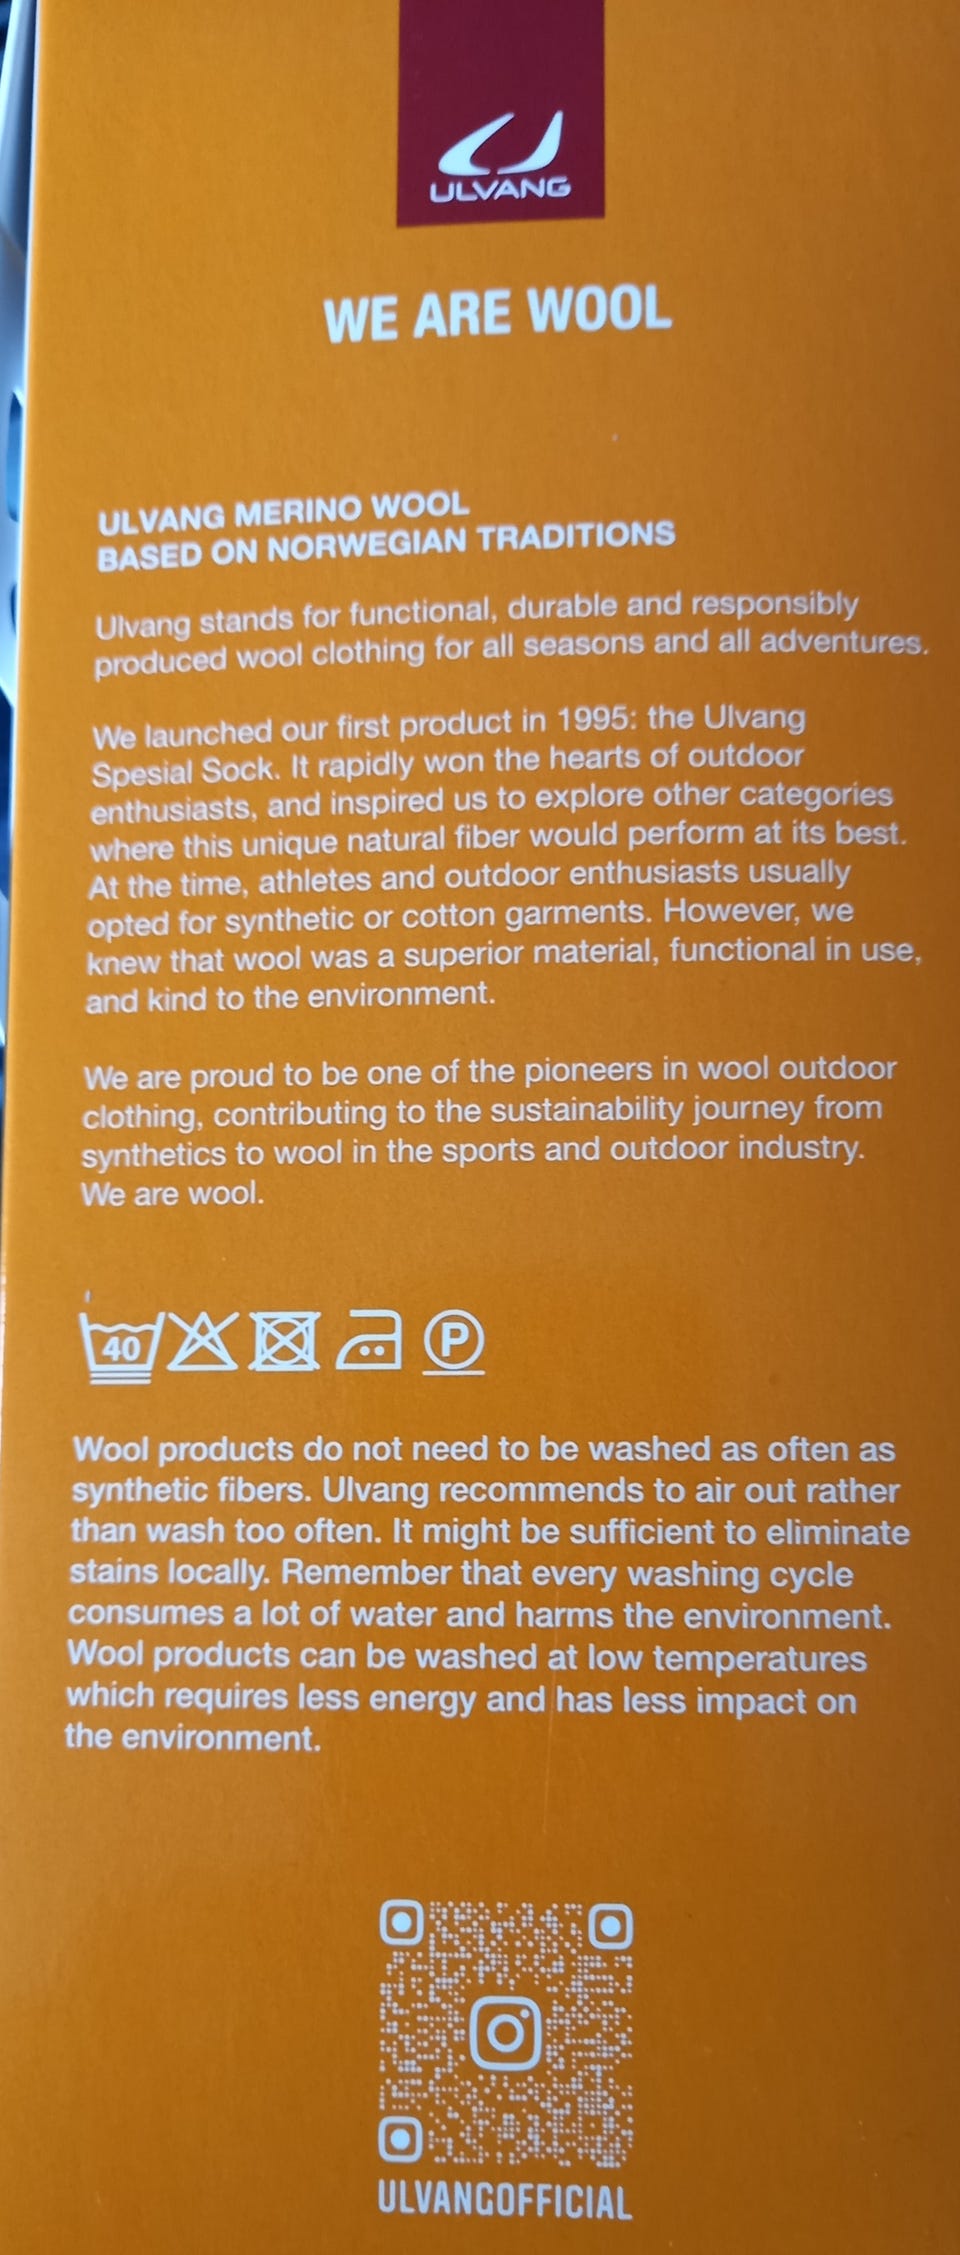 ULVANG
WE ARE WOOL
ULVANG MERINO WOOL
BASED ON NORWEGIAN TRADITIONS
Ulvang stands for functional, durable and responsibly
produced wool clothing for all seasons and all adventures.
We launched our first product in 1995: the Ulvang
Spesial Sock. It rapidly won the hearts of outdoor
enthusiasts, and inspired us to explore other categories
where this unique natural fiber would perform at its best.
At the time, athletes and outdoor enthusiasts usually
opted for synthetic or cotton garments. However, we
knew that wool was a superior material, functional in use,
and kind to the environment.
We are proud to be one of the pioneers in wool outdoor
clothing, contributing to the sustainability journey from
synthetics to wool in the sports and outdoor industry.
We are wool.
40 P
Wool products do not need to be washed as often as
synthetic fibers. Ulvang recommends to air out rather
than wash too often. It might be sufficient to eliminate
stains locally. Remember that every washing cycle
consumes a lot of water and harms the environment.
Wool products can be washed at low temperatures
which requires less energy and has less impact on
the environment.
ULVANGOFFICIAL